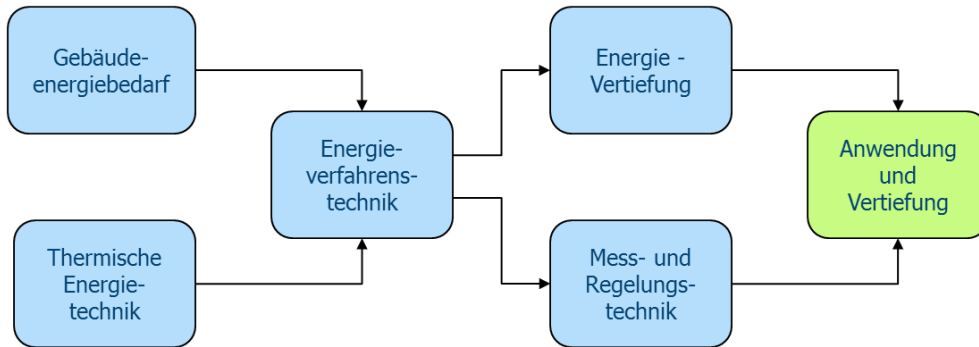 Gebäude-
energiebedarf
Thermische
Energie-
technik
Energie-
verfahrens-
technik
Energie -
Vertiefung
Mess- und
Regelungs-
technik
Anwendung
und
Vertiefung